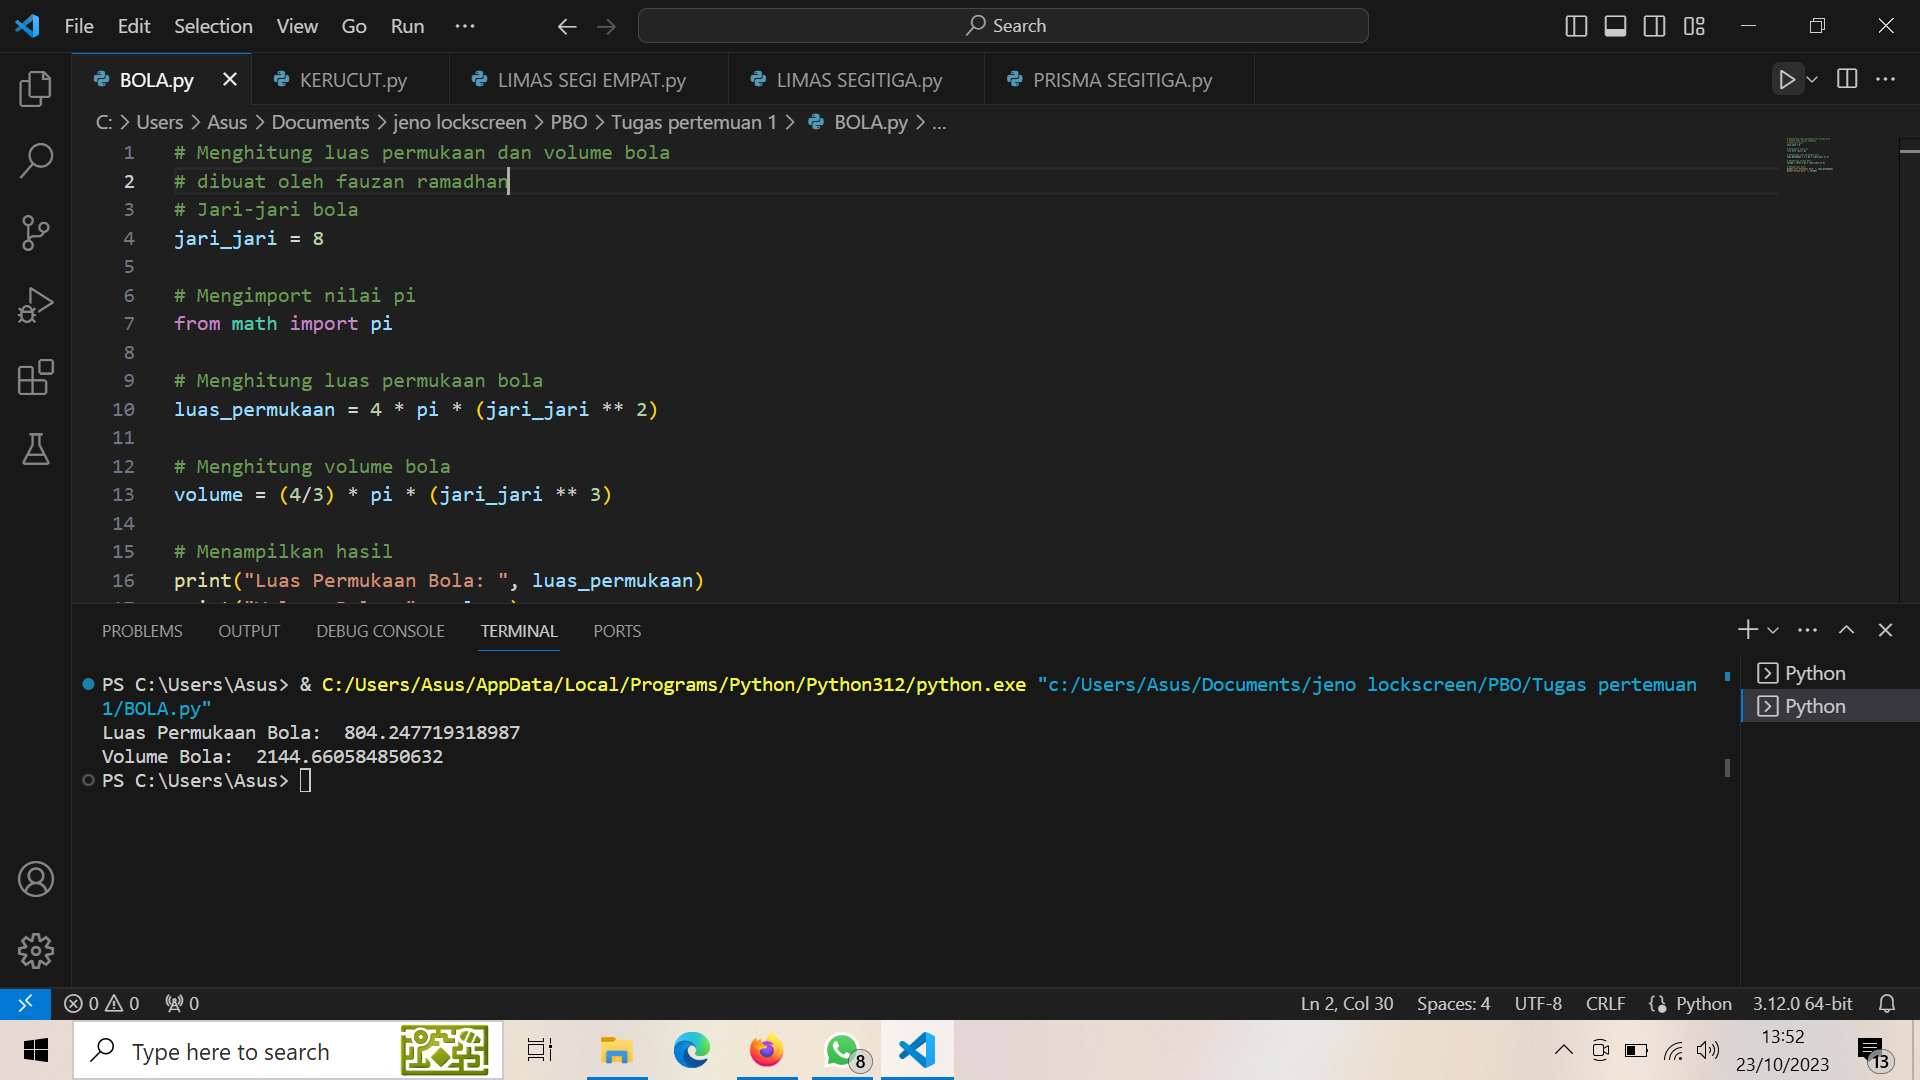 File Edit Selection View Go Run ··· Search
BOLA.py KERUCUT.py LIMAS SEGI EMPAT.py LIMAS SEGITIGA.py PRISMA SEGITIGA.py
C: > Users > Asus > Documents > jeno lockscreen > PBO > Tugas pertemuan 1 > BOLA.py > ...
1 # Menghitung luas permukaan dan volume bola
2 # dibuat oleh fauzan ramadhan
3 # Jari-jari bola
4 jari_jari = 8
5
6 # Mengimport nilai pi
7 from math import pi
8
9 # Menghitung luas permukaan bola
10 luas_permukaan = 4 * pi * (jari_jari ** 2)
11
12 # Menghitung volume bola
13 volume = (4/3) * pi * (jari_jari ** 3)
14
15 # Menampilkan hasil
16 print("Luas Permukaan Bola: ", luas_permukaan)
PROBLEMS OUTPUT DEBUG CONSOLE TERMINAL PORTS
PS C:\Users\Asus> & C:/Users/Asus/AppData/Local/Programs/Python/Python312/python.exe "c:/Users/Asus/Documents/jeno lockscreen/PBO/Tugas pertemuan
1/BOLA.py"
Luas Permukaan Bola:  804.247719318987
Volume Bola:  2144.660584850632
PS C:\Users\Asus>
Python
Python
0 0 0 Ln 2, Col 30 Spaces: 4 UTF-8 CRLF Python 3.12.0 64-bit
Type here to search
8
13:52
23/10/2023
13